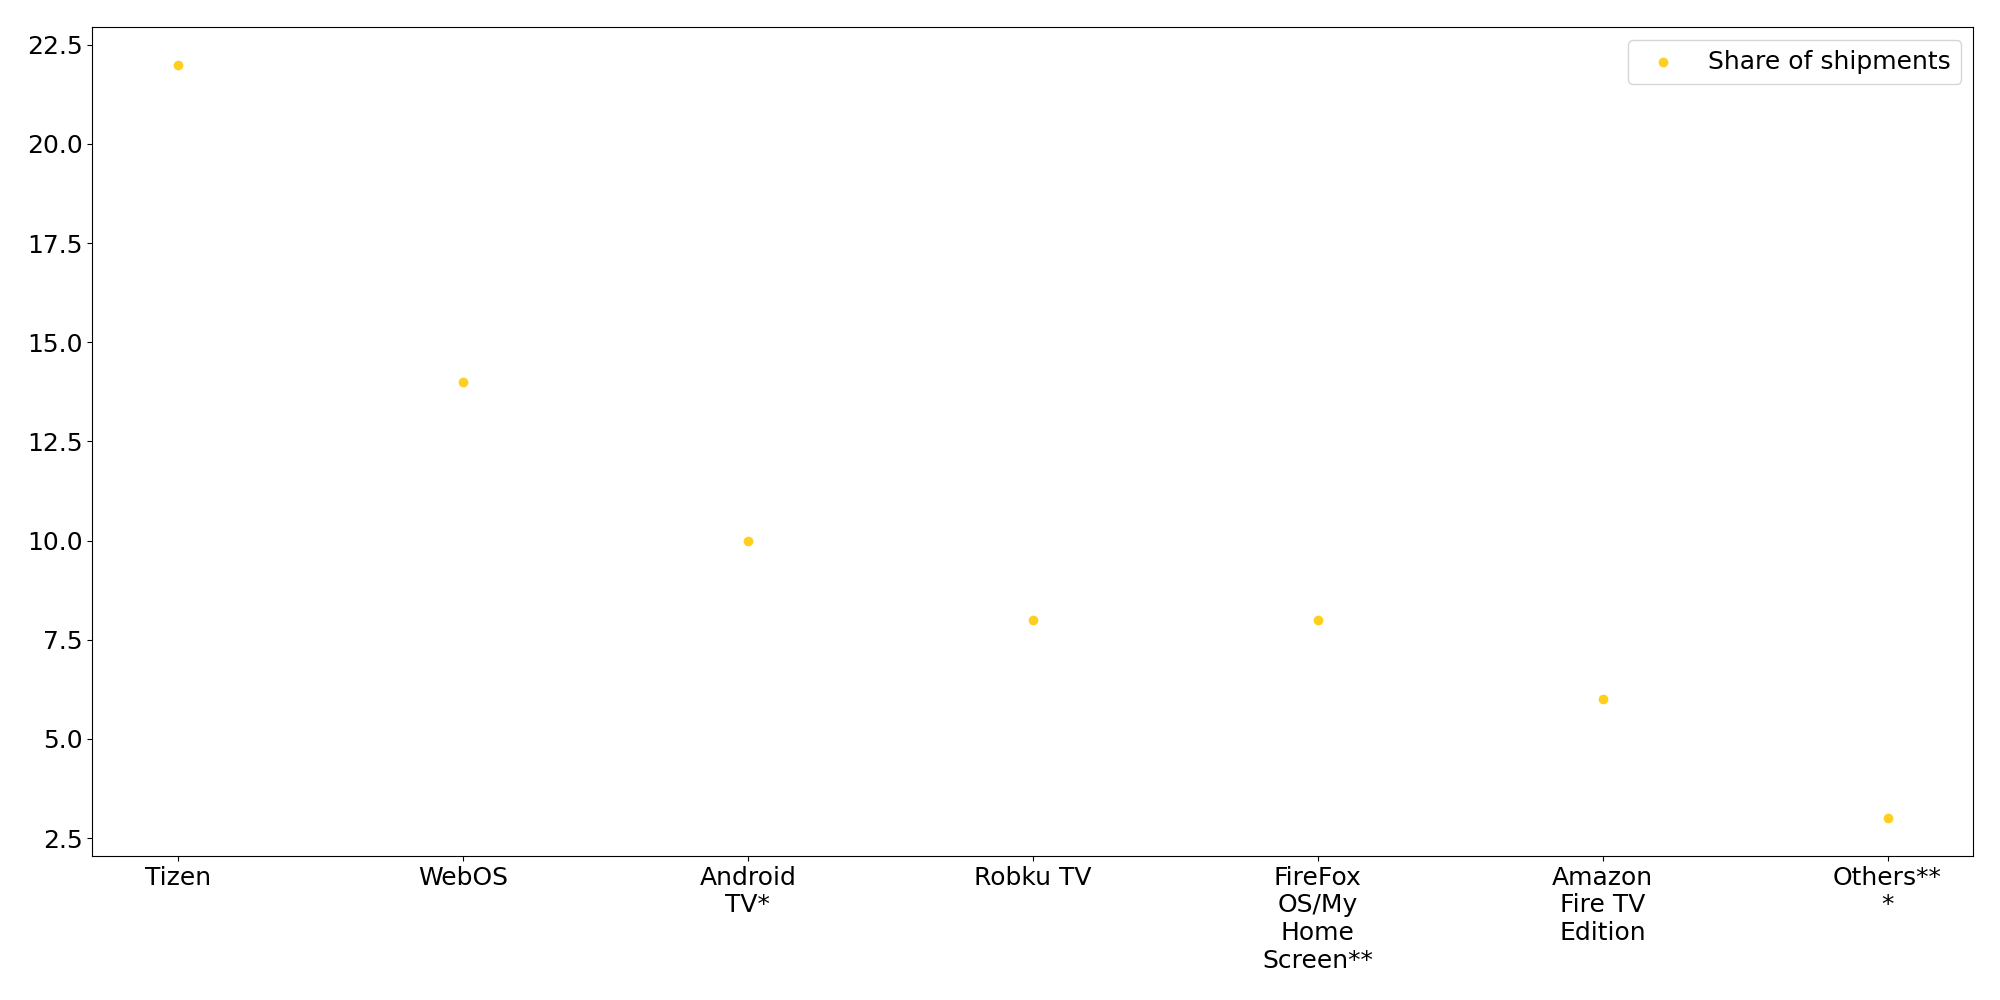 Share of shipments
22.5
20.0
17.5
15.0
12.5
10.0
7.5
5.0
2.5
Tizen
WebOS
Android
TV*
Robku TV
FireFox
OS/My
Home
Screen**
Amazon
Fire TV
Edition
Others**
*